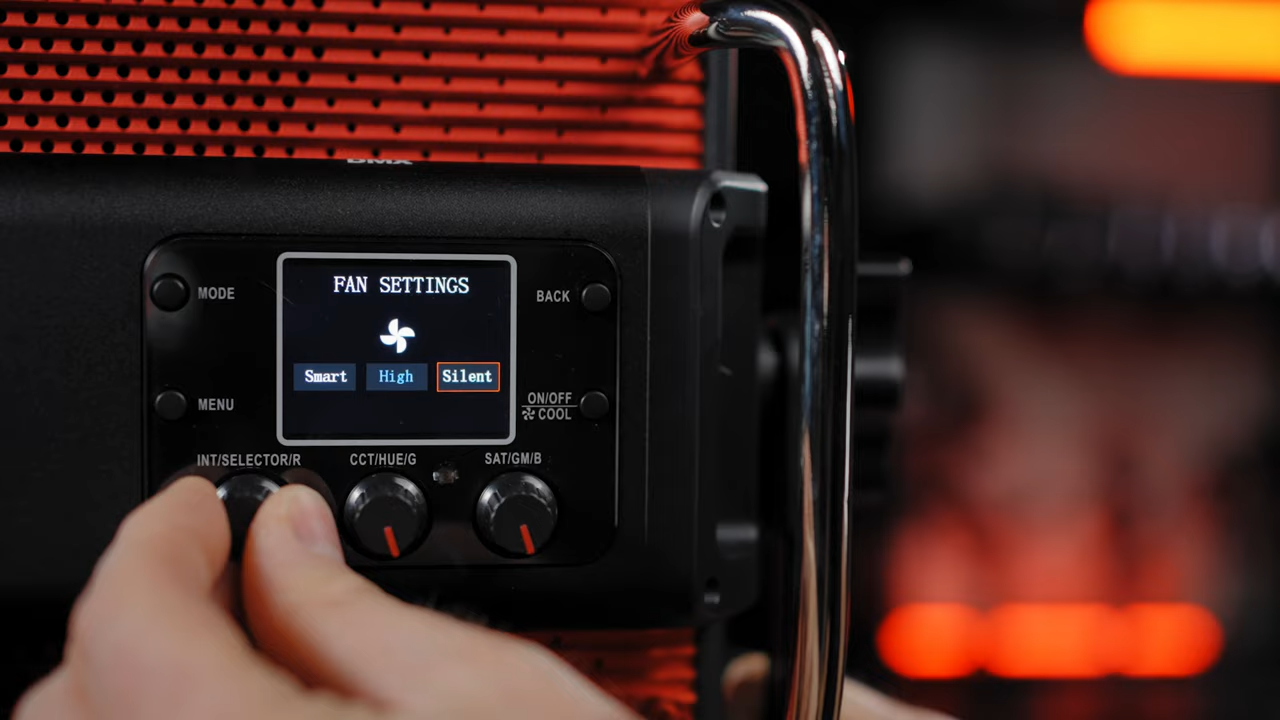 DMX
FAN SETTINGS
MODE
BACK
Smart High Silent
MENU
ON/OFF
COOL
INT/SELECTOR/R
CCT/HUE/G
SAT/GM/B